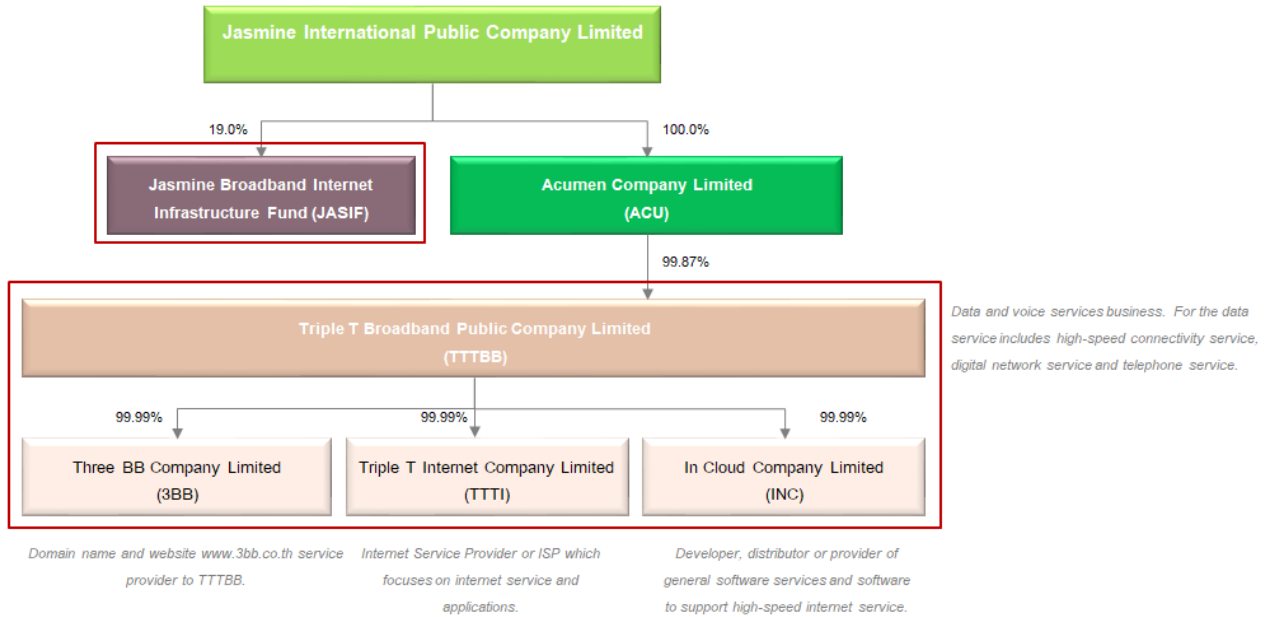 Jasmine International Public Company Limited
19.0%
100.0%
Jasmine Broadband Internet
Infrastructure Fund (JASIF)
Acumen Company Limited
(ACU)
99.87%
Triple T Broadband Public Company Limited
(TTTBB)
Data and voice services business. For the data
service includes high-speed connectivity service,
digital network service and telephone service.
99.99%
99.99%
99.99%
Three BB Company Limited
(3BB)
Triple T Internet Company Limited
(TTTI)
In Cloud Company Limited
(INC)
Domain name and website www.3bb.co.th service
provider to TTTBB.
Internet Service Provider or ISP which
focuses on internet service and
applications.
Developer, distributor or provider of
general software services and software
to support high-speed internet service.